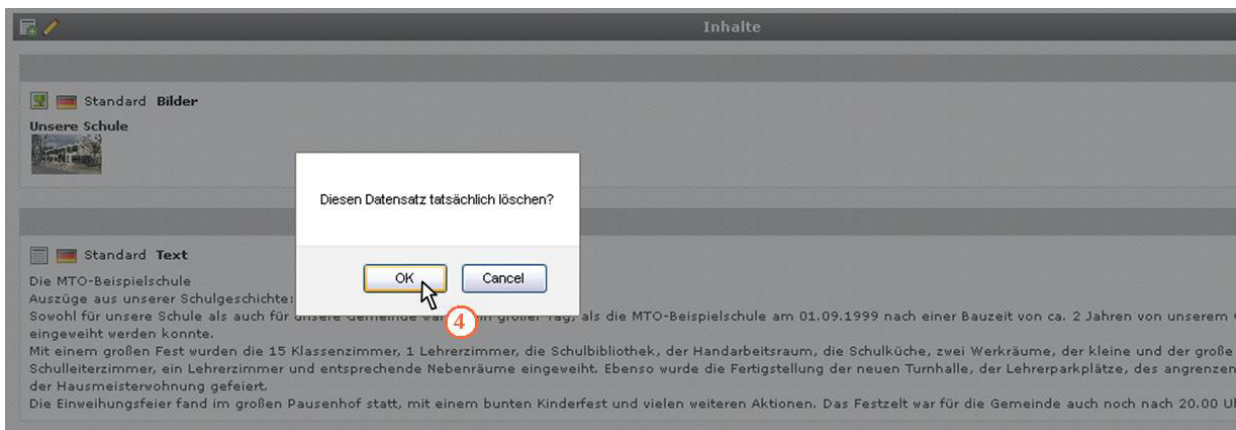 Inhalte
Standard Bilder
Unsere Schule
Diesen Datensatz tatsächlich löschen?
OK
Cancel
4
Standard Text
Die MTO-Beispielschule
Auszüge aus unserer Schulgeschichte:
Sowohl für unsere Schule als auch für unsere Gemeinde war es ein großer Tag, als die MTO-Beispielschule am 01.09.1999 nach einer Bauzeit von ca. 2 Jahren von unserem
eingeweiht werden konnte.
Mit einem großen Fest wurden die 15 Klassenzimmer, 1 Lehrerzimmer, die Schulbibliothek, der Handarbeitsraum, die Schulküche, zwei Werkräume, der kleine und der große
Schulleiterzimmer, ein Lehrerzimmer und entsprechende Nebenräume eingeweiht. Ebenso wurde die Fertigstellung der neuen Turnhalle, der Lehrerparkplätze, des angrenzen
der Hausmeisterwohnung gefeiert.
Die Einweihungsfeier fand im großen Pausenhof statt, mit einem bunten Kinderfest und vielen weiteren Aktionen. Das Festzelt war für die Gemeinde auch noch nach 20.00